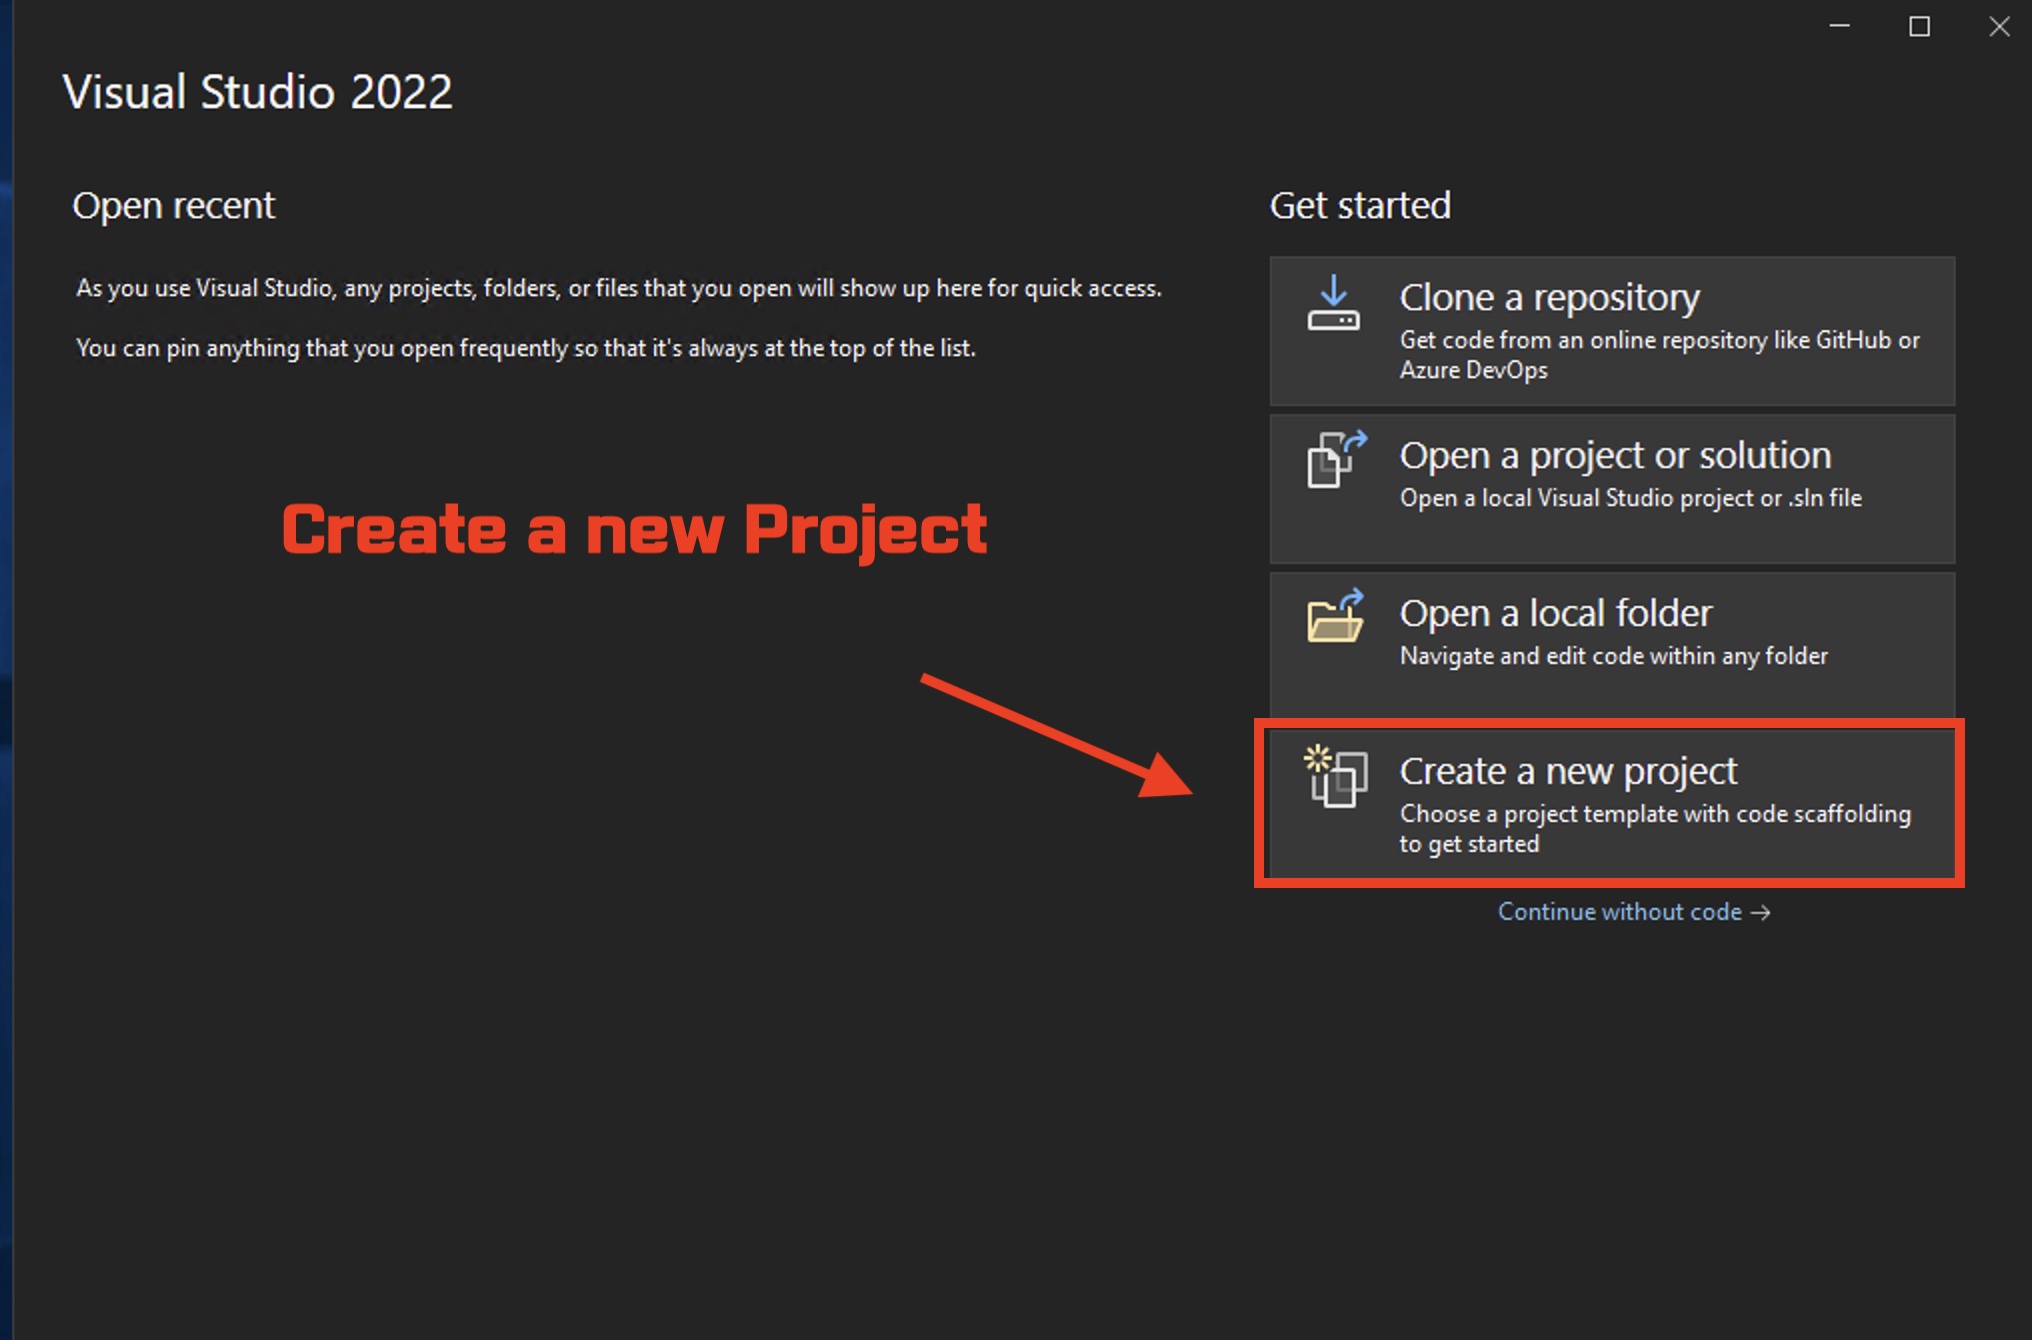 Visual Studio 2022
Open recent
As you use Visual Studio, any projects, folders, or files that you open will show up here for quick access.
You can pin anything that you open frequently so that it's always at the top of the list.
Create a new Project
Get started
Clone a repository
Get code from an online repository like GitHub or
Azure DevOps
Open a project or solution
Open a local Visual Studio project or .sln file
Open a local folder
Navigate and edit code within any folder
Create a new project
Choose a project template with code scaffolding
to get started
Continue without code →